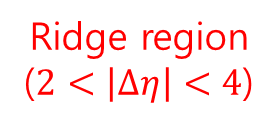 Ridge region
(2 < |Δη| < 4)